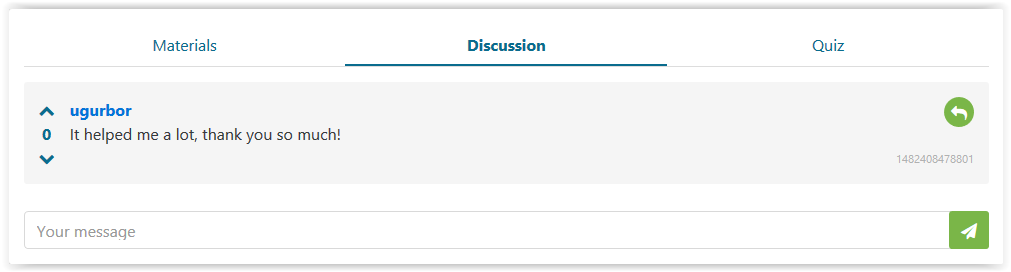 Materials Discussion Quiz
ugurbor
0 It helped me a lot, thank you so much!
1482408478801
Your message